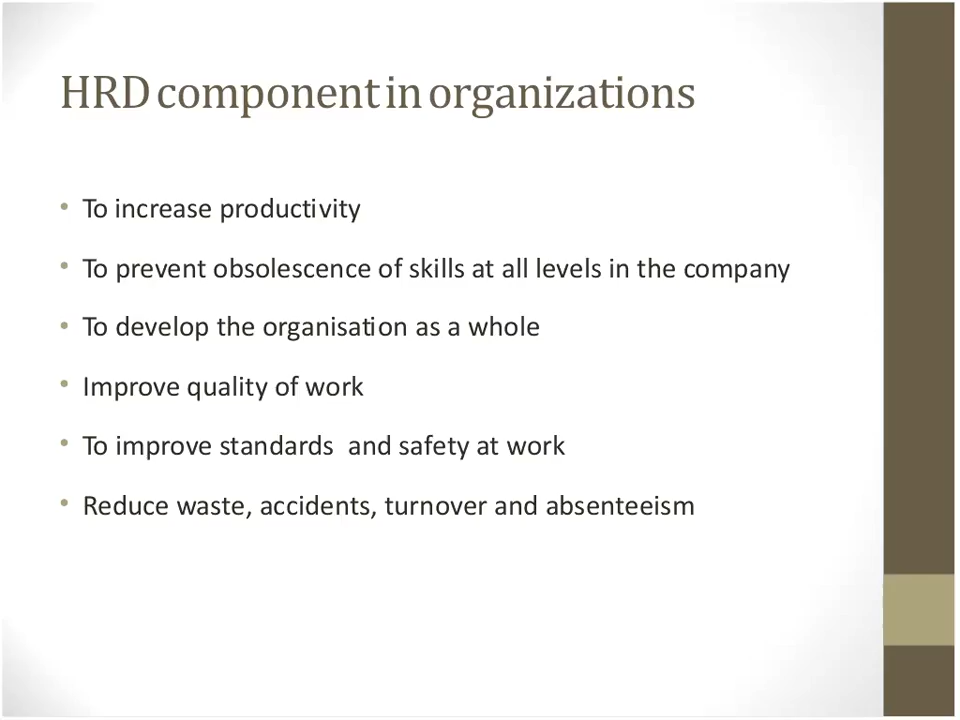 HRD component in organizations
• To increase productivity
• To prevent obsolescence of skills at all levels in the company
• To develop the organisation as a whole
• Improve quality of work
• To improve standards  and safety at work
• Reduce waste, accidents, turnover and absenteeism